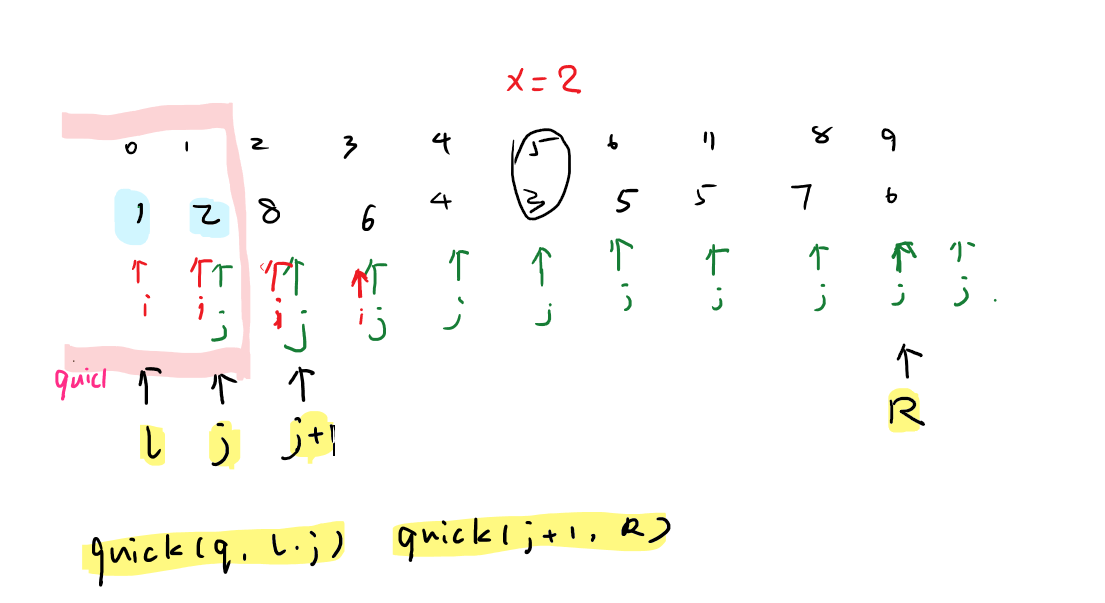 x=2
0 1 2 3 4 5 6 11 8 9
1 2 8 6 4 3 5 5 7 6
i i j i j i j j j j j j j j
quicl
l j j+1 R
quick(q, l.j) quick(j+1, R)